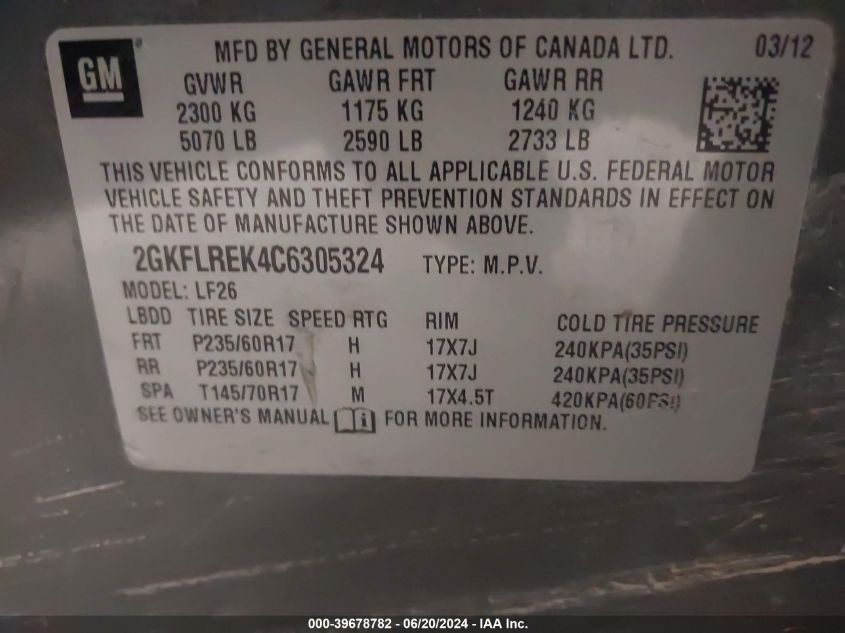 GM
MFD BY GENERAL MOTORS OF CANADA LTD. 03/12
GVWR GAWR FRT GAWR RR
2300 KG 1175 KG 1240 KG
5070 LB 2590 LB 2733 LB
THIS VEHICLE CONFORMS TO ALL APPLICABLE U.S. FEDERAL MOTOR
VEHICLE SAFETY AND THEFT PREVENTION STANDARDS IN EFFECT ON
THE DATE OF MANUFACTURE SHOWN ABOVE.
2GKFLREK4C6305324 TYPE: M.P.V.
MODEL: LF26
LBDD TIRE SIZE SPEED RTG RIM COLD TIRE PRESSURE
FRT P235/60R17 H 17X7J 240KPA(35PSI)
RR P235/60R17 H 17X7J 240KPA(35PSI)
SPA T145/70R17 M 17X4.5T 420KPA(60PSI)
SEE OWNER'S MANUAL i FOR MORE INFORMATION.
000-39678782 - 06/20/2024 - IAA, Inc.